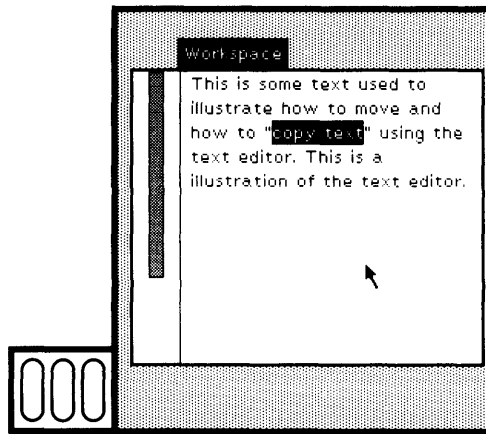 Workspace
This is some text used to
illustrate how to move and
how to "copy text" using the
text editor. This is a
illustration of the text editor.